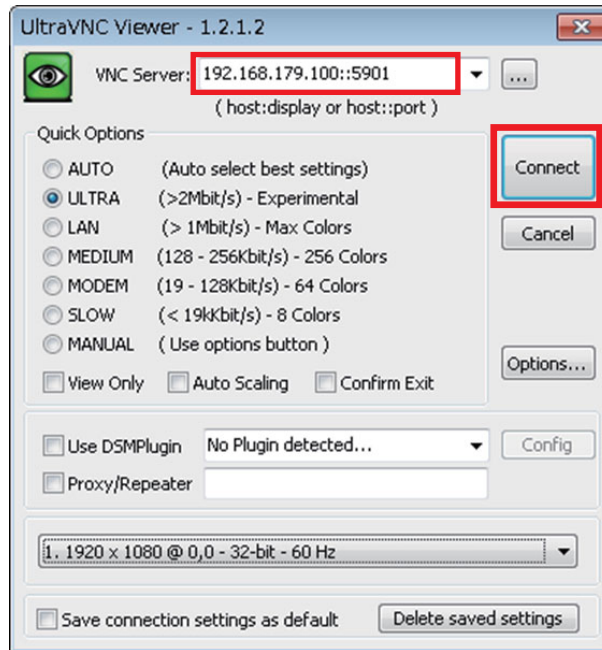 UltraVNC Viewer - 1.2.1.2
VNC Server: 192.168.179.100::5901 ...
( host:display or host::port )
Quick Options
AUTO (Auto select best settings)
ULTRA (>2Mbit/s) - Experimental
LAN (> 1Mbit/s) - Max Colors
MEDIUM (128 - 256Kbit/s) - 256 Colors
MODEM (19 - 128Kbit/s) - 64 Colors
SLOW (< 19kKbit/s) - 8 Colors
MANUAL ( Use options button )
View Only Auto Scaling Confirm Exit
Connect
Cancel
Options...
Use DSMPlugin No Plugin detected... Config
Proxy/Repeater
1. 1920 x 1080 @ 0,0 - 32-bit - 60 Hz
Save connection settings as default Delete saved settings